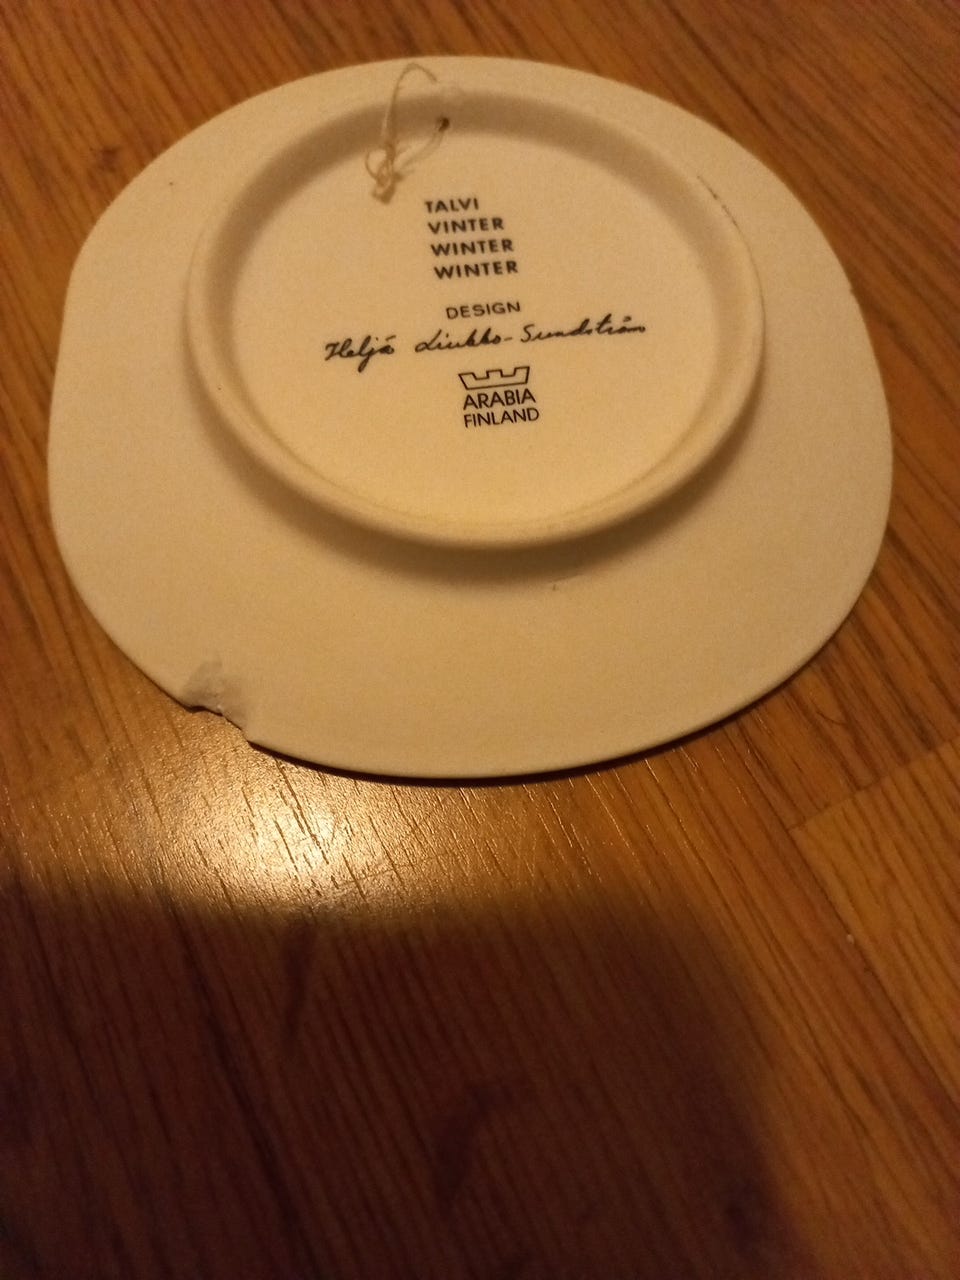 TALVI
VINTER
WINTER
WINTER
DESIGN
Heljä Liukko-Sundström
ARABIA
FINLAND